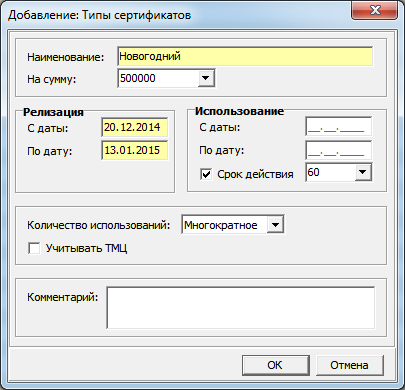 Добавление: Типы сертификатов
Наименование: Новогодний
На сумму: 500000
Релизация
С даты: 20.12.2014
По дату: 13.01.2015
Использование
С даты: __.__.____
По дату: __.__.____
Срок действия 60
Количество использований: Многократное
Учитывать ТМЦ
Комментарий:
OK Отмена